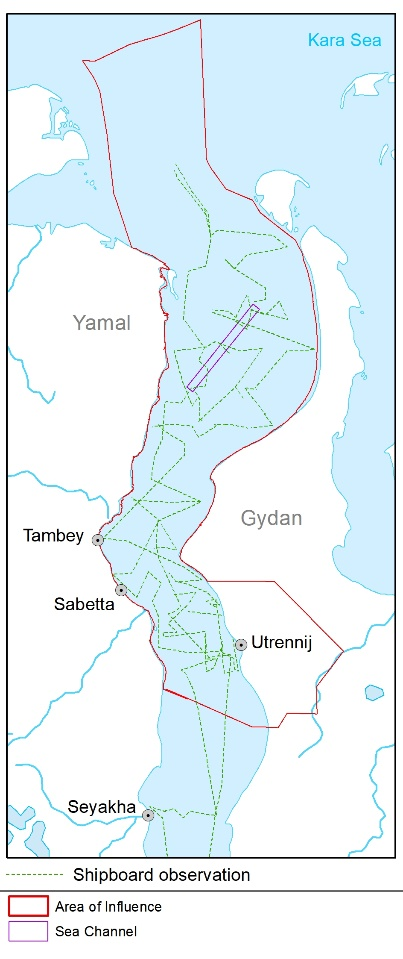 Kara Sea
Yamal
Gydan
Tambey
Sabetta
Utrennij
Seyakha
Shipboard observation
Area of Influence
Sea Channel